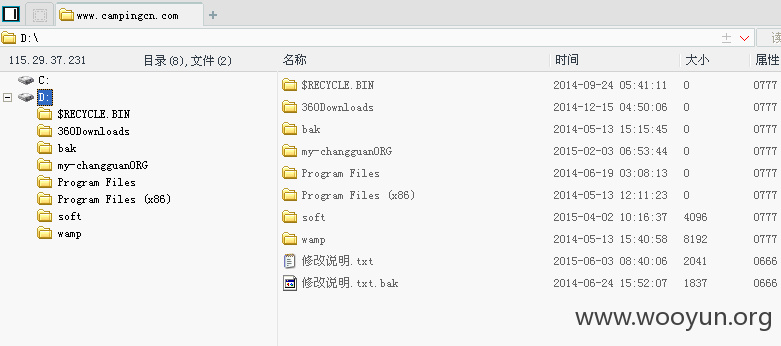 www.campingcn.com
D:\
读
115.29.37.231 目录(8),文件(2) 名称 时间 大小 属性
C:
D:
$RECYCLE.BIN
360Downloads
bak
my-changguanORG
Program Files
Program Files (x86)
soft
wamp
$RECYCLE.BIN 2014-09-24 05:41:11 0 0777
360Downloads 2014-12-15 04:50:06 0 0777
bak 2014-05-13 15:15:45 0 0777
my-changguanORG 2015-02-03 06:53:44 0 0777
Program Files 2014-06-19 03:08:13 0 0777
Program Files (x86) 2014-05-13 12:11:23 0 0777
soft 2015-04-02 10:16:37 4096 0777
wamp 2014-05-13 15:40:58 8192 0777
修改说明.txt 2015-06-03 08:40:06 2041 0666
修改说明.txt.bak 2014-06-24 15:52:07 1837 0666
www.wooyun.org